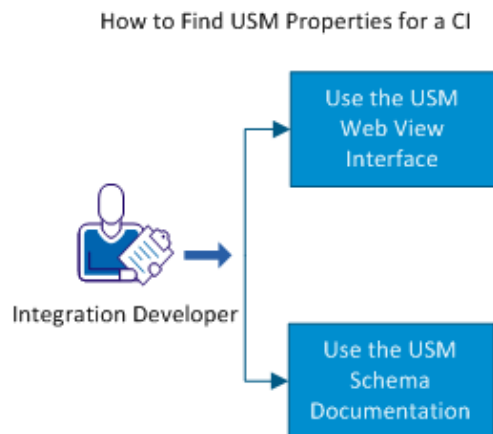 How to Find USM Properties for a CI
Use the USM
Web View
Interface
Integration Developer
Use the USM
Schema
Documentation